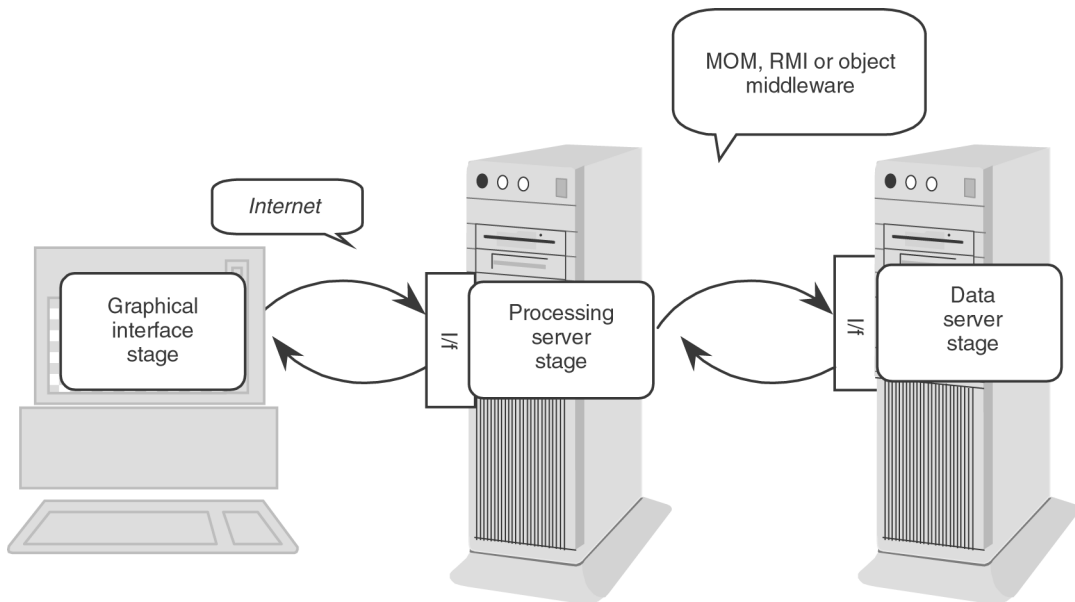 MOM, RMI or object
middleware
Internet
Graphical
interface
stage
I/f
Processing
server
stage
I/f
Data
server
stage